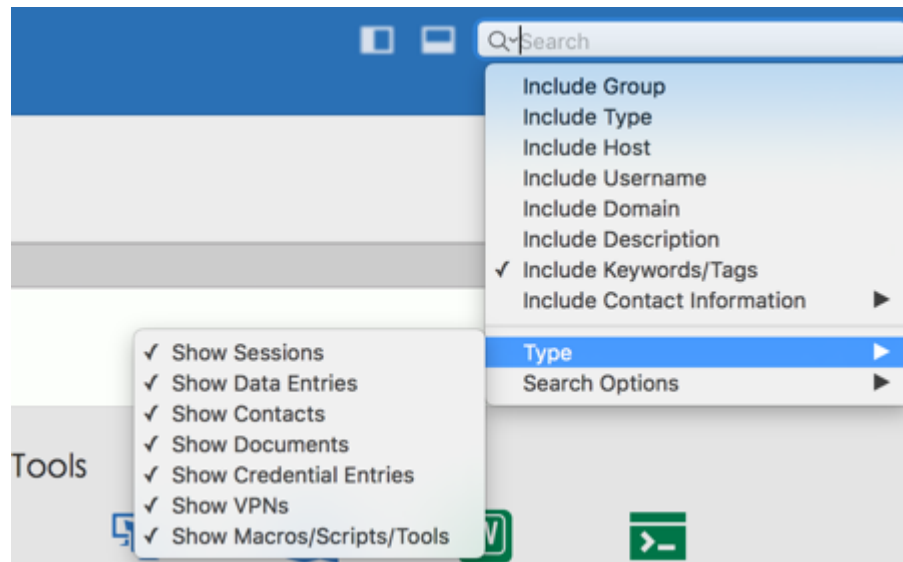 Search
Include Group
Include Type
Include Host
Include Username
Include Domain
Include Description
✓ Include Keywords/Tags
Include Contact Information
Type
Search Options
✓ Show Sessions
✓ Show Data Entries
✓ Show Contacts
✓ Show Documents
✓ Show Credential Entries
✓ Show VPNs
✓ Show Macros/Scripts/Tools
Tools